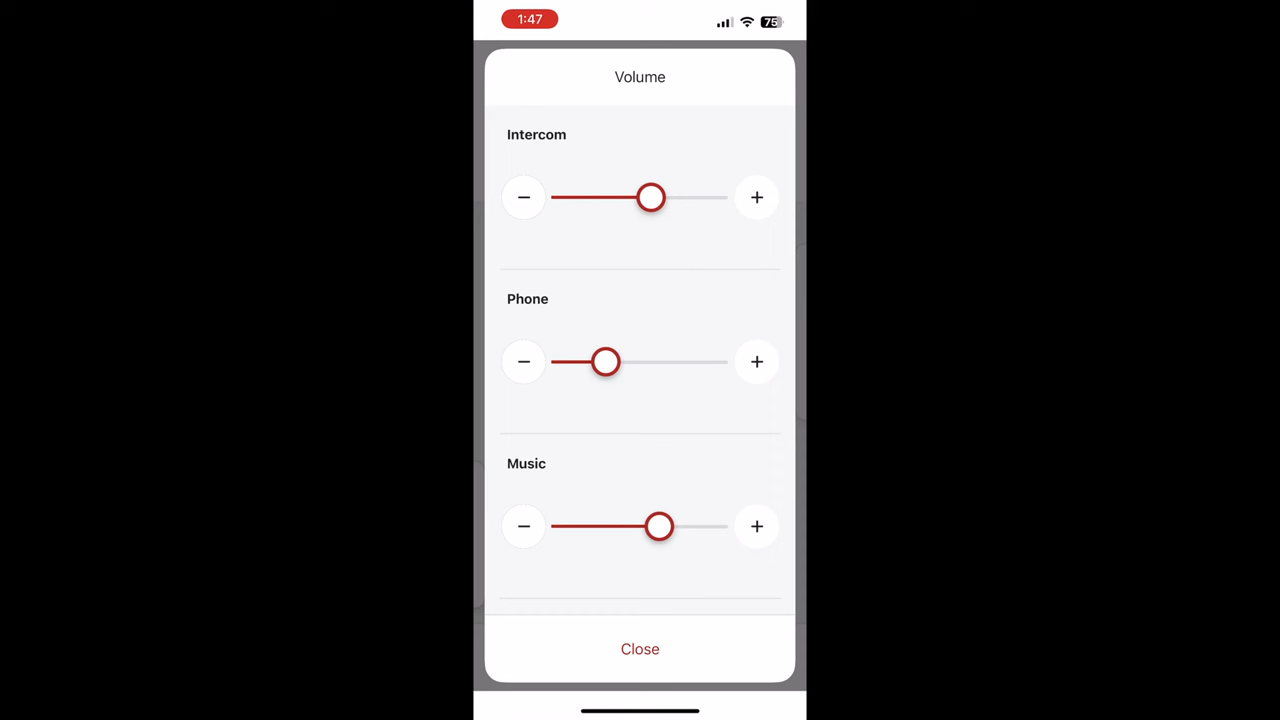 1:47
75
Volume
Intercom
− +
Phone
− +
Music
− +
Close